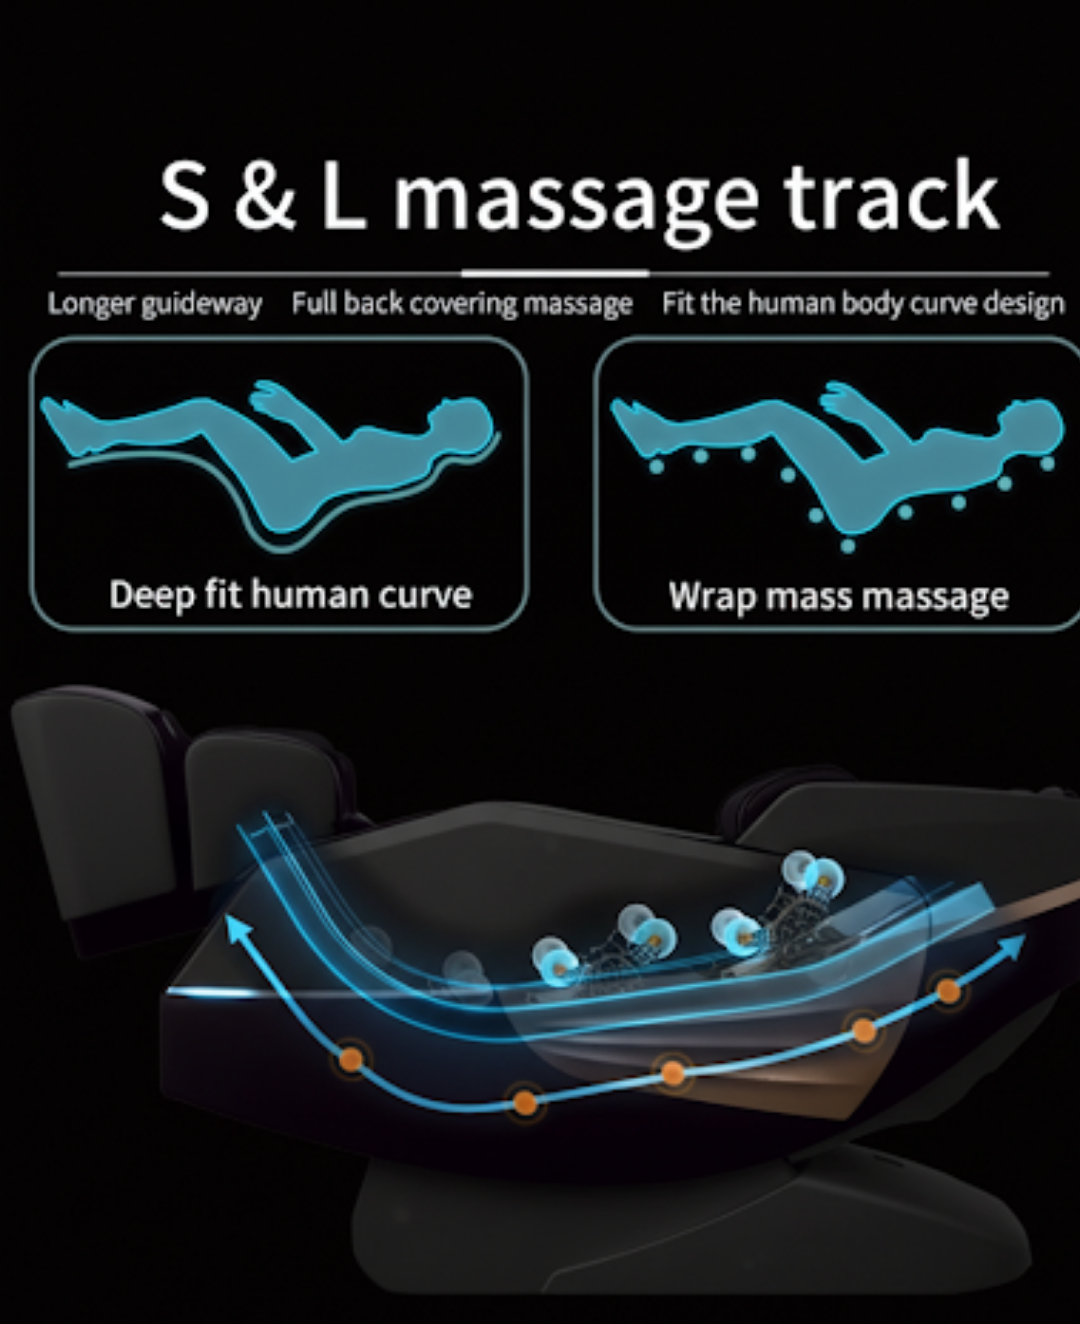 S & L massage track
Longer guideway Full back covering massage Fit the human body curve design
Deep fit human curve
Wrap mass massage